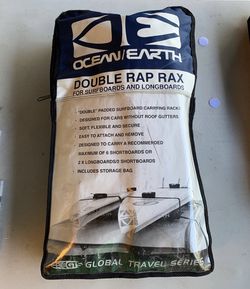 OCEAN/EARTH
DOUBLE RAP RAX
FOR SURFBOARDS AND LONGBOARDS
"DOUBLE" PADDED SURFBOARD CARRYING RACK
• DESIGNED FOR CARS WITHOUT ROOF GUTTERS
• SOFT, FLEXIBLE AND SECURE
• EASY TO ATTACH AND REMOVE
• DESIGNED TO CARRY A RECOMMENDED
MAXIMUM OF 6 SHORTBOARDS OR
2 X LONGBOARDS/3 SHORTBOARDS
• INCLUDES STORAGE BAG
GLOBAL TRAVEL SERIES